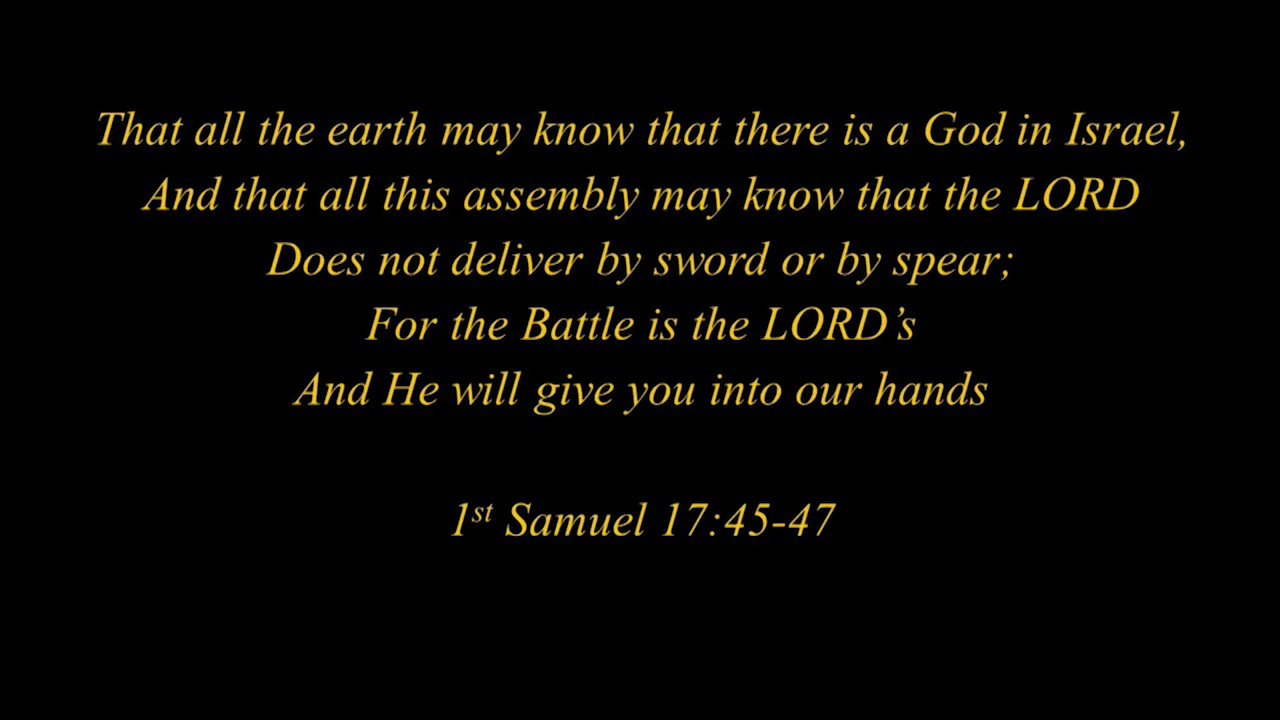 That all the earth may know that there is a God in Israel,
And that all this assembly may know that the LORD
Does not deliver by sword or by spear;
For the Battle is the LORD’s
And He will give you into our hands
1st Samuel 17:45-47